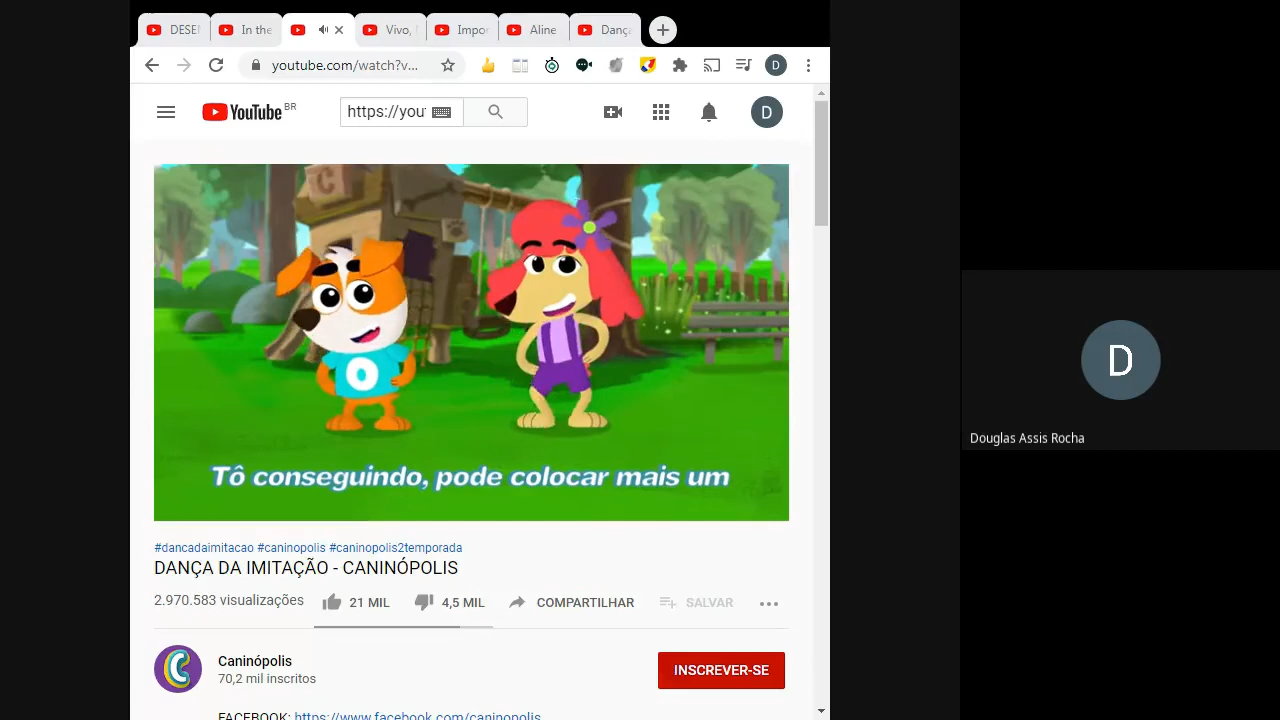 DESE
In the
Vivo,
Impor
Aline
Dança
youtube.com/watch?v...
D
YouTube BR
https://you
D
C
O
Tô conseguindo, pode colocar mais um
#dancadaimitacao #caninopolis #caninopolis2temporada
DANÇA DA IMITAÇÃO - CANINÓPOLIS
2.970.583 visualizações
21 MIL
4,5 MIL
COMPARTILHAR
SALVAR
C
Caninópolis
70,2 mil inscritos
INSCREVER-SE
FACEBOOK: https://www.facebook.com/caninopolis
D
Douglas Assis Rocha